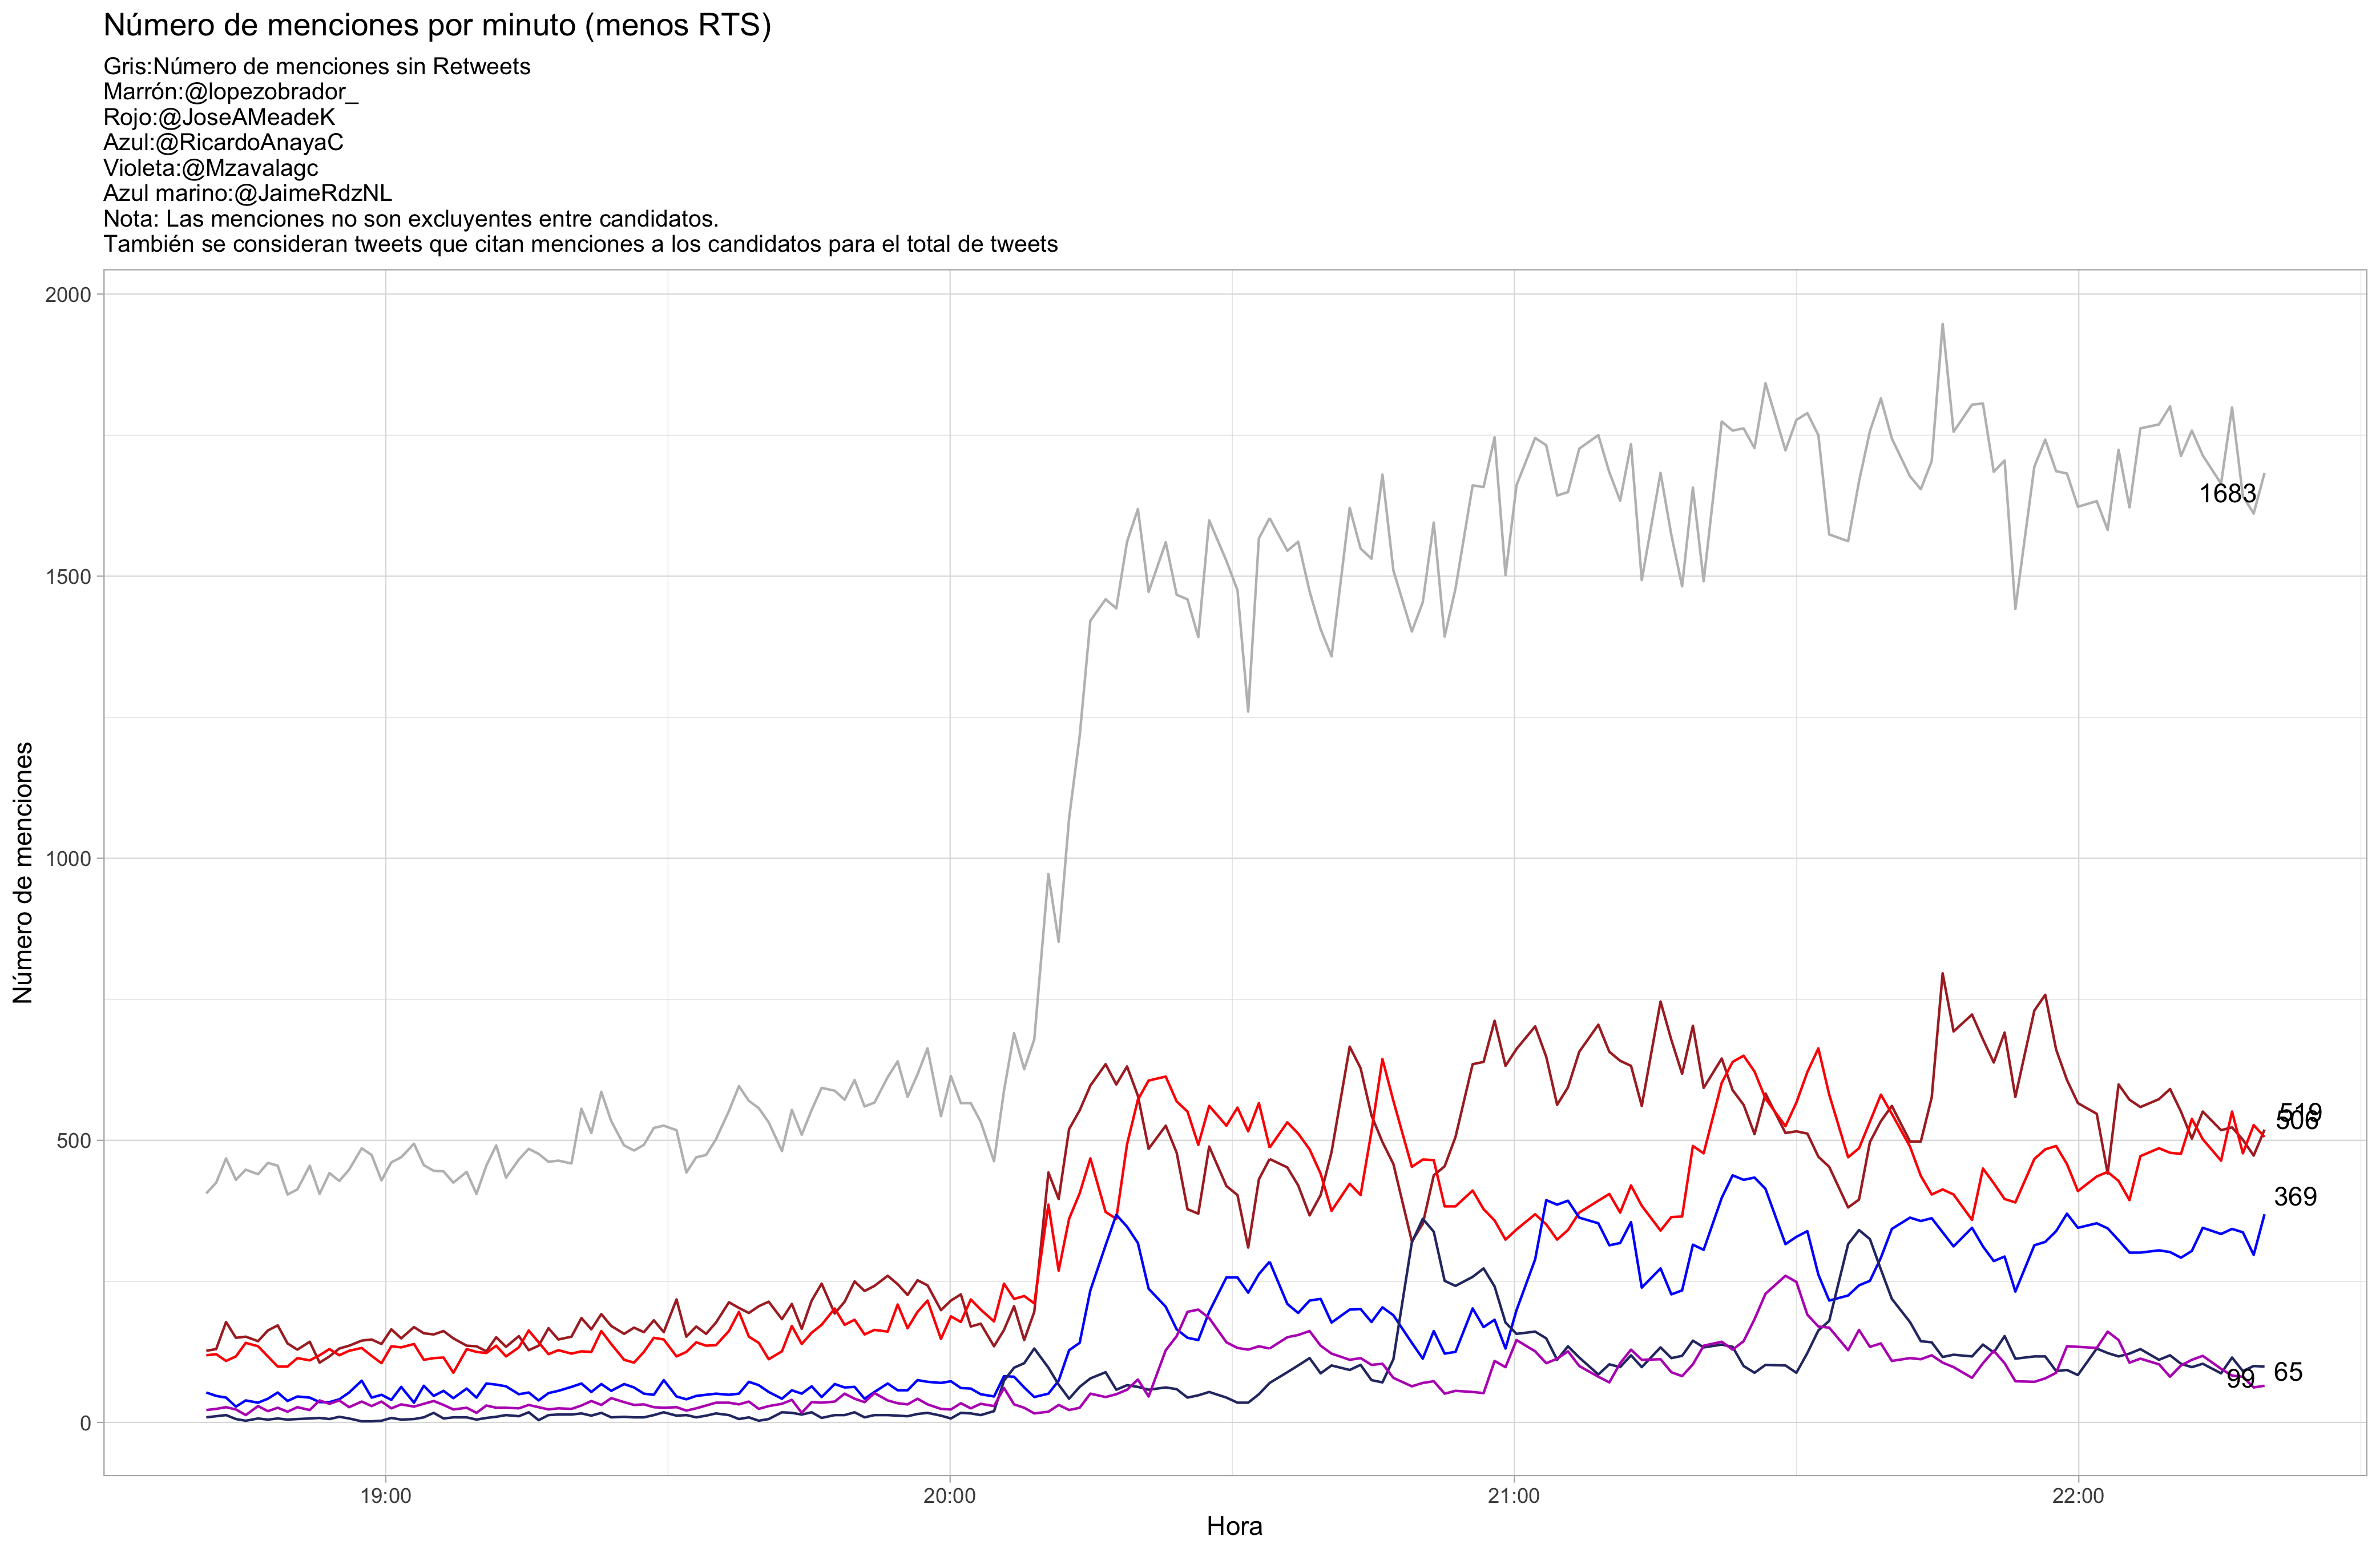 Número de menciones por minuto (menos RTS)
Gris:Número de menciones sin Retweets
Marrón:@lopezobrador_
Rojo:@JoseAMeadeK
Azul:@RicardoAnayaC
Violeta:@Mzavalagc
Azul marino:@JaimeRdzNL
Nota: Las menciones no son excluyentes entre candidatos.
También se consideran tweets que citan menciones a los candidatos para el total de tweets
2000
1500
1000
500
0
Número de menciones
1683
519
506
369
65
99
19:00
20:00
21:00
22:00
Hora